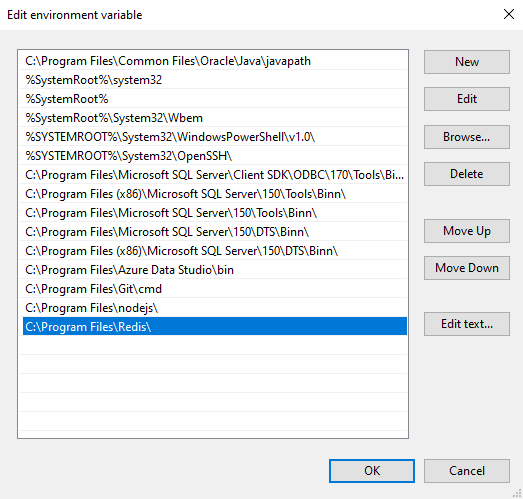 Edit environment variable
C:\Program Files\Common Files\Oracle\Java\javapath
%SystemRoot%\system32
%SystemRoot%
%SystemRoot%\System32\Wbem
%SYSTEMROOT%\System32\WindowsPowerShell\v1.0\
%SYSTEMROOT%\System32\OpenSSH\
C:\Program Files\Microsoft SQL Server\Client SDK\ODBC\170\Tools\Bi...
C:\Program Files (x86)\Microsoft SQL Server\150\Tools\Binn\
C:\Program Files\Microsoft SQL Server\150\Tools\Binn\
C:\Program Files\Microsoft SQL Server\150\DTS\Binn\
C:\Program Files (x86)\Microsoft SQL Server\150\DTS\Binn\
C:\Program Files\Azure Data Studio\bin
C:\Program Files\Git\cmd
C:\Program Files\nodejs\
C:\Program Files\Redis\
New
Edit
Browse...
Delete
Move Up
Move Down
Edit text...
OK
Cancel